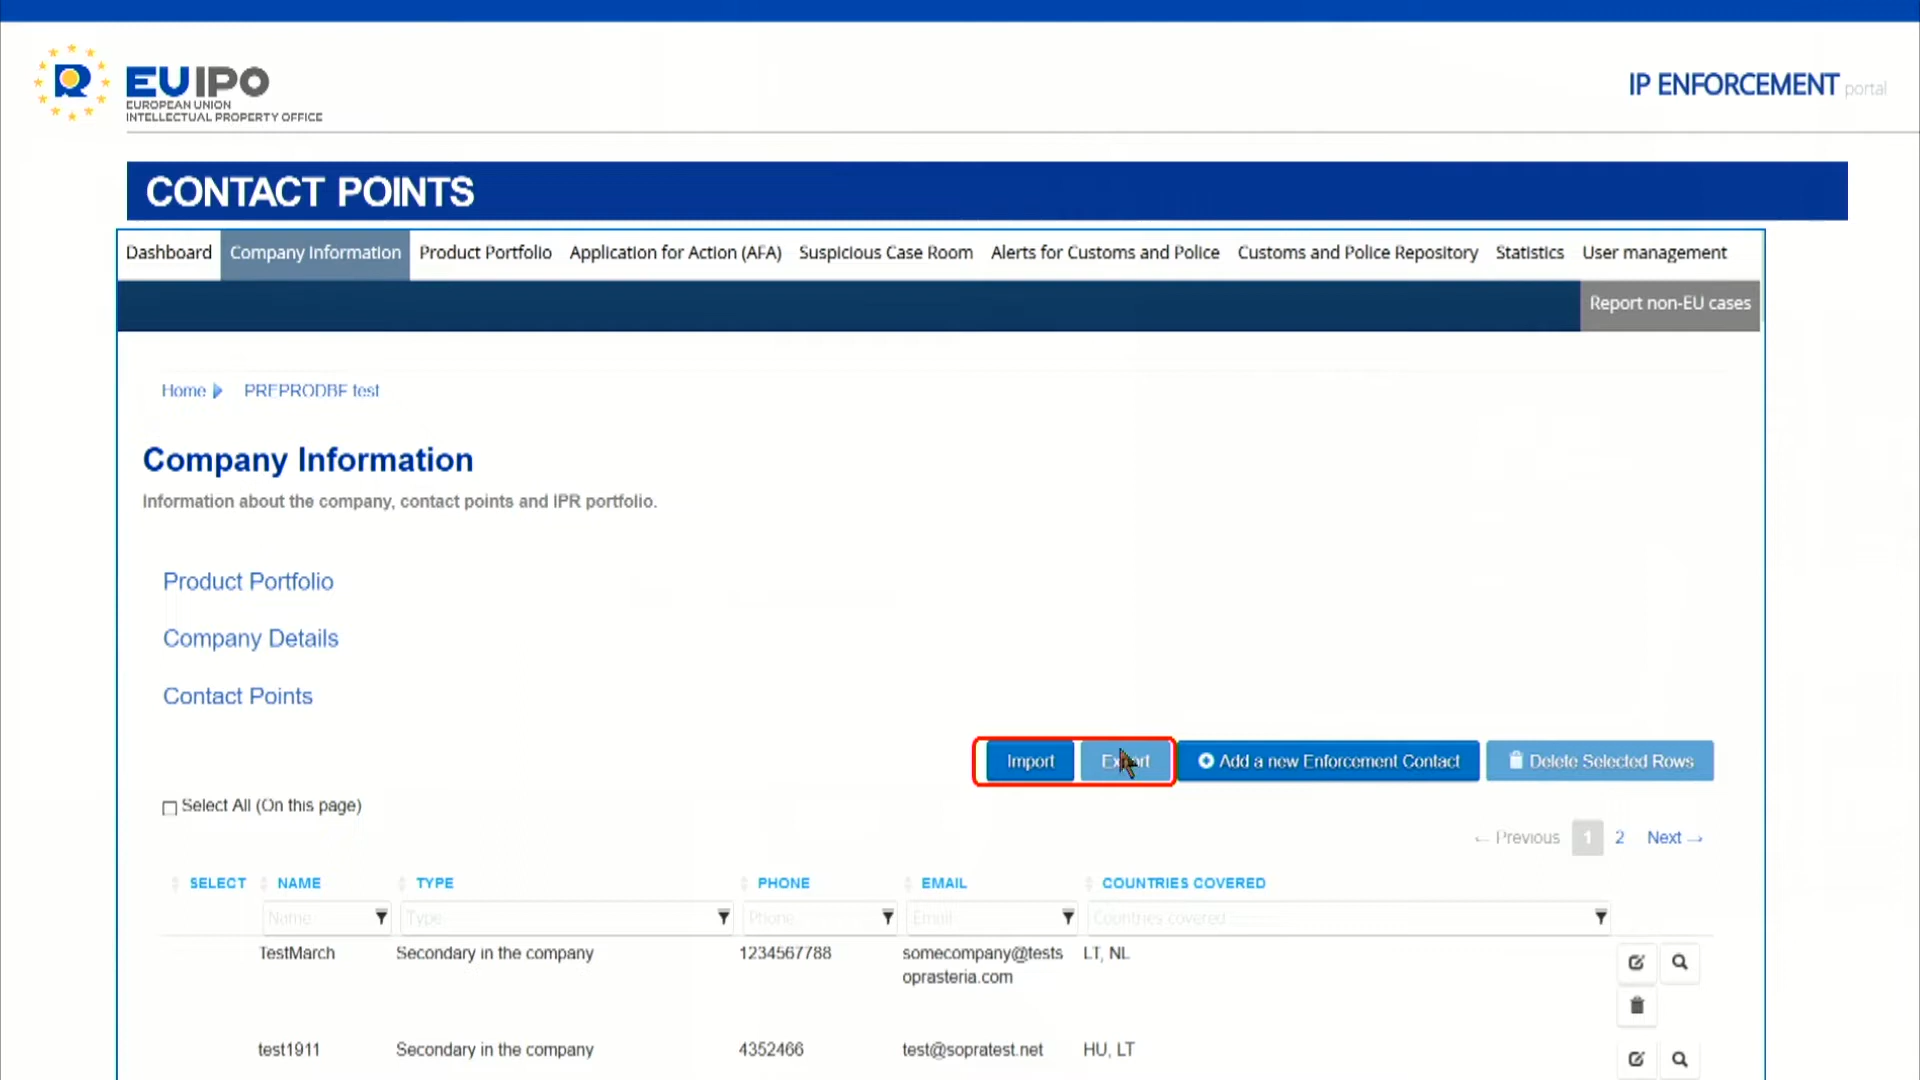 EUIPO
EUROPEAN UNION
INTELLECTUAL PROPERTY OFFICE
IP ENFORCEMENT portal
CONTACT POINTS
Dashboard Company Information Product Portfolio Application for Action (AFA) Suspicious Case Room Alerts for Customs and Police Customs and Police Repository Statistics User management
Report non-EU cases
Home PREPRODBF test
Company Information
Information about the company, contact points and IPR portfolio.
Product Portfolio
Company Details
Contact Points
Import Export Add a new Enforcement Contact Delete Selected Rows
Select All (On this page)
← Previous 1 2 Next →
SELECT NAME TYPE PHONE EMAIL COUNTRIES COVERED
Name Type Phone Email Countries covered
TestMarch Secondary in the company 1234567788 somecompany@tests LT, NL
oprasteria.com
test1911 Secondary in the company 4352466 test@sopratest.net HU, LT